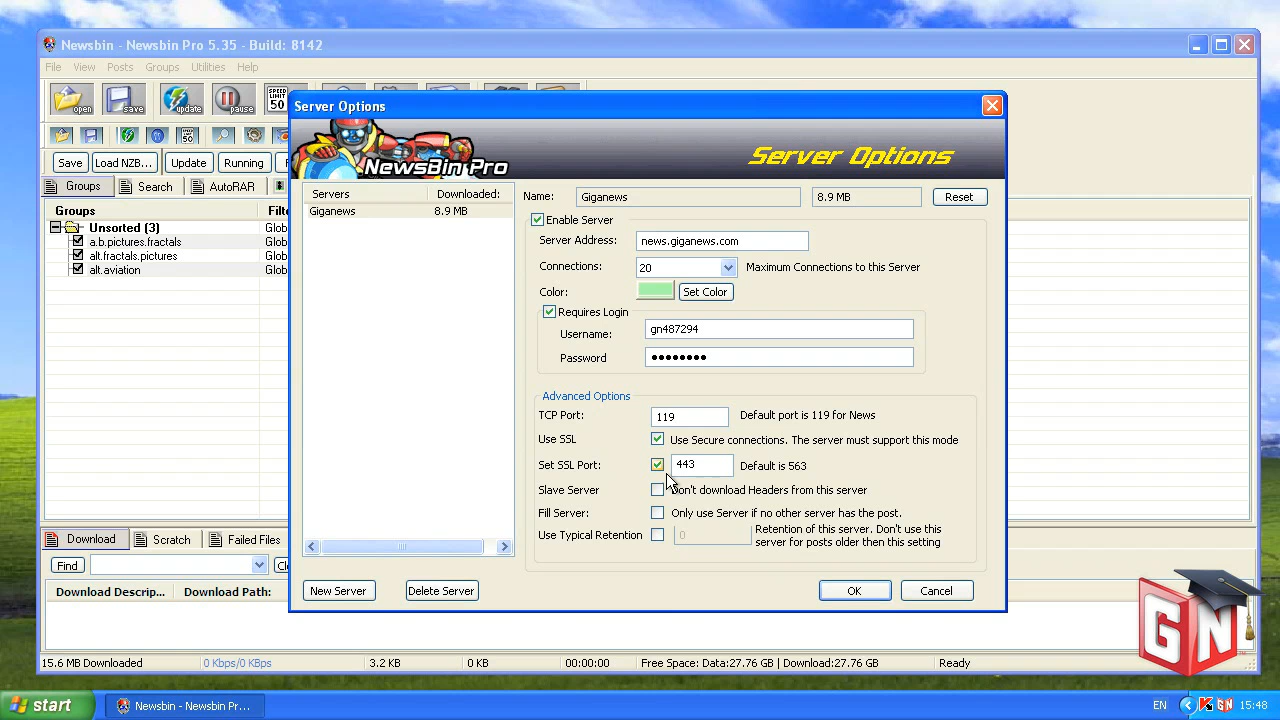 Newsbin - Newsbin Pro 5.35 - Build: 8142
File View Posts Groups Utilities Help
open save update pause SPEED LIMIT 50
Server Options
NewsBin Pro Server Options
Save Load NZB... Update Running
Groups Search AutoRAR
Groups Filt
Unsorted (3) Glob
a.b.pictures.fractals Glob
alt.fractals.pictures Glob
alt.aviation Glob
Servers Downloaded:
Giganews 8.9 MB
Name: Giganews 8.9 MB Reset
Enable Server
Server Address: news.giganews.com
Connections: 20 Maximum Connections to this Server
Color: Set Color
Requires Login
Username: gn487294
Password ●●●●●●●●
Advanced Options
TCP Port: 119 Default port is 119 for News
Use SSL Use Secure connections. The server must support this mode
Set SSL Port: 443 Default is 563
Slave Server Don't download Headers from this server
Fill Server: Only use Server if no other server has the post.
Use Typical Retention 0 Retention of this server. Don't use this
server for posts older then this setting
New Server Delete Server OK Cancel
Download Scratch Failed Files
Find
Download Descrip... Download Path:
15.6 MB Downloaded 0 Kbps/0 KBps 3.2 KB 0 KB 00:00:00 Free Space: Data:27.76 GB | Download:27.76 GB Ready
GN
start Newsbin - Newsbin Pr... EN 15:48